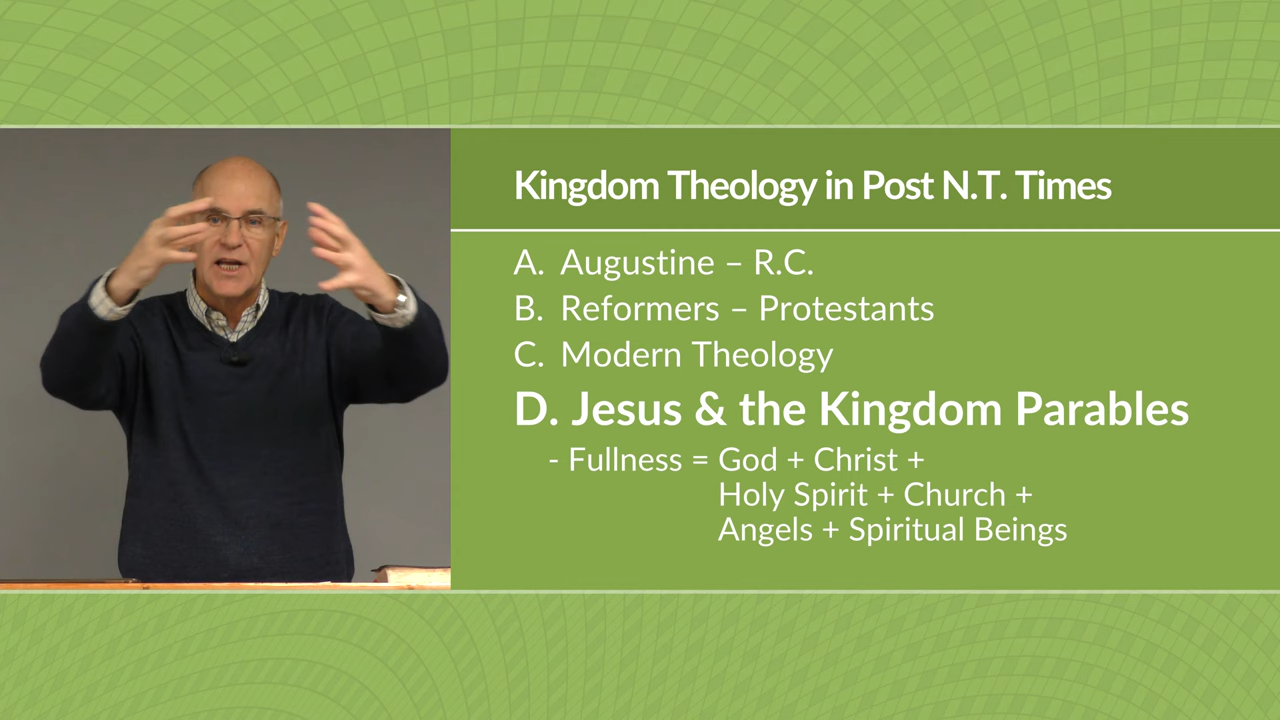 Kingdom Theology in Post N.T. Times
A. Augustine – R.C.
B. Reformers – Protestants
C. Modern Theology
D. Jesus & the Kingdom Parables
- Fullness = God + Christ +
Holy Spirit + Church +
Angels + Spiritual Beings